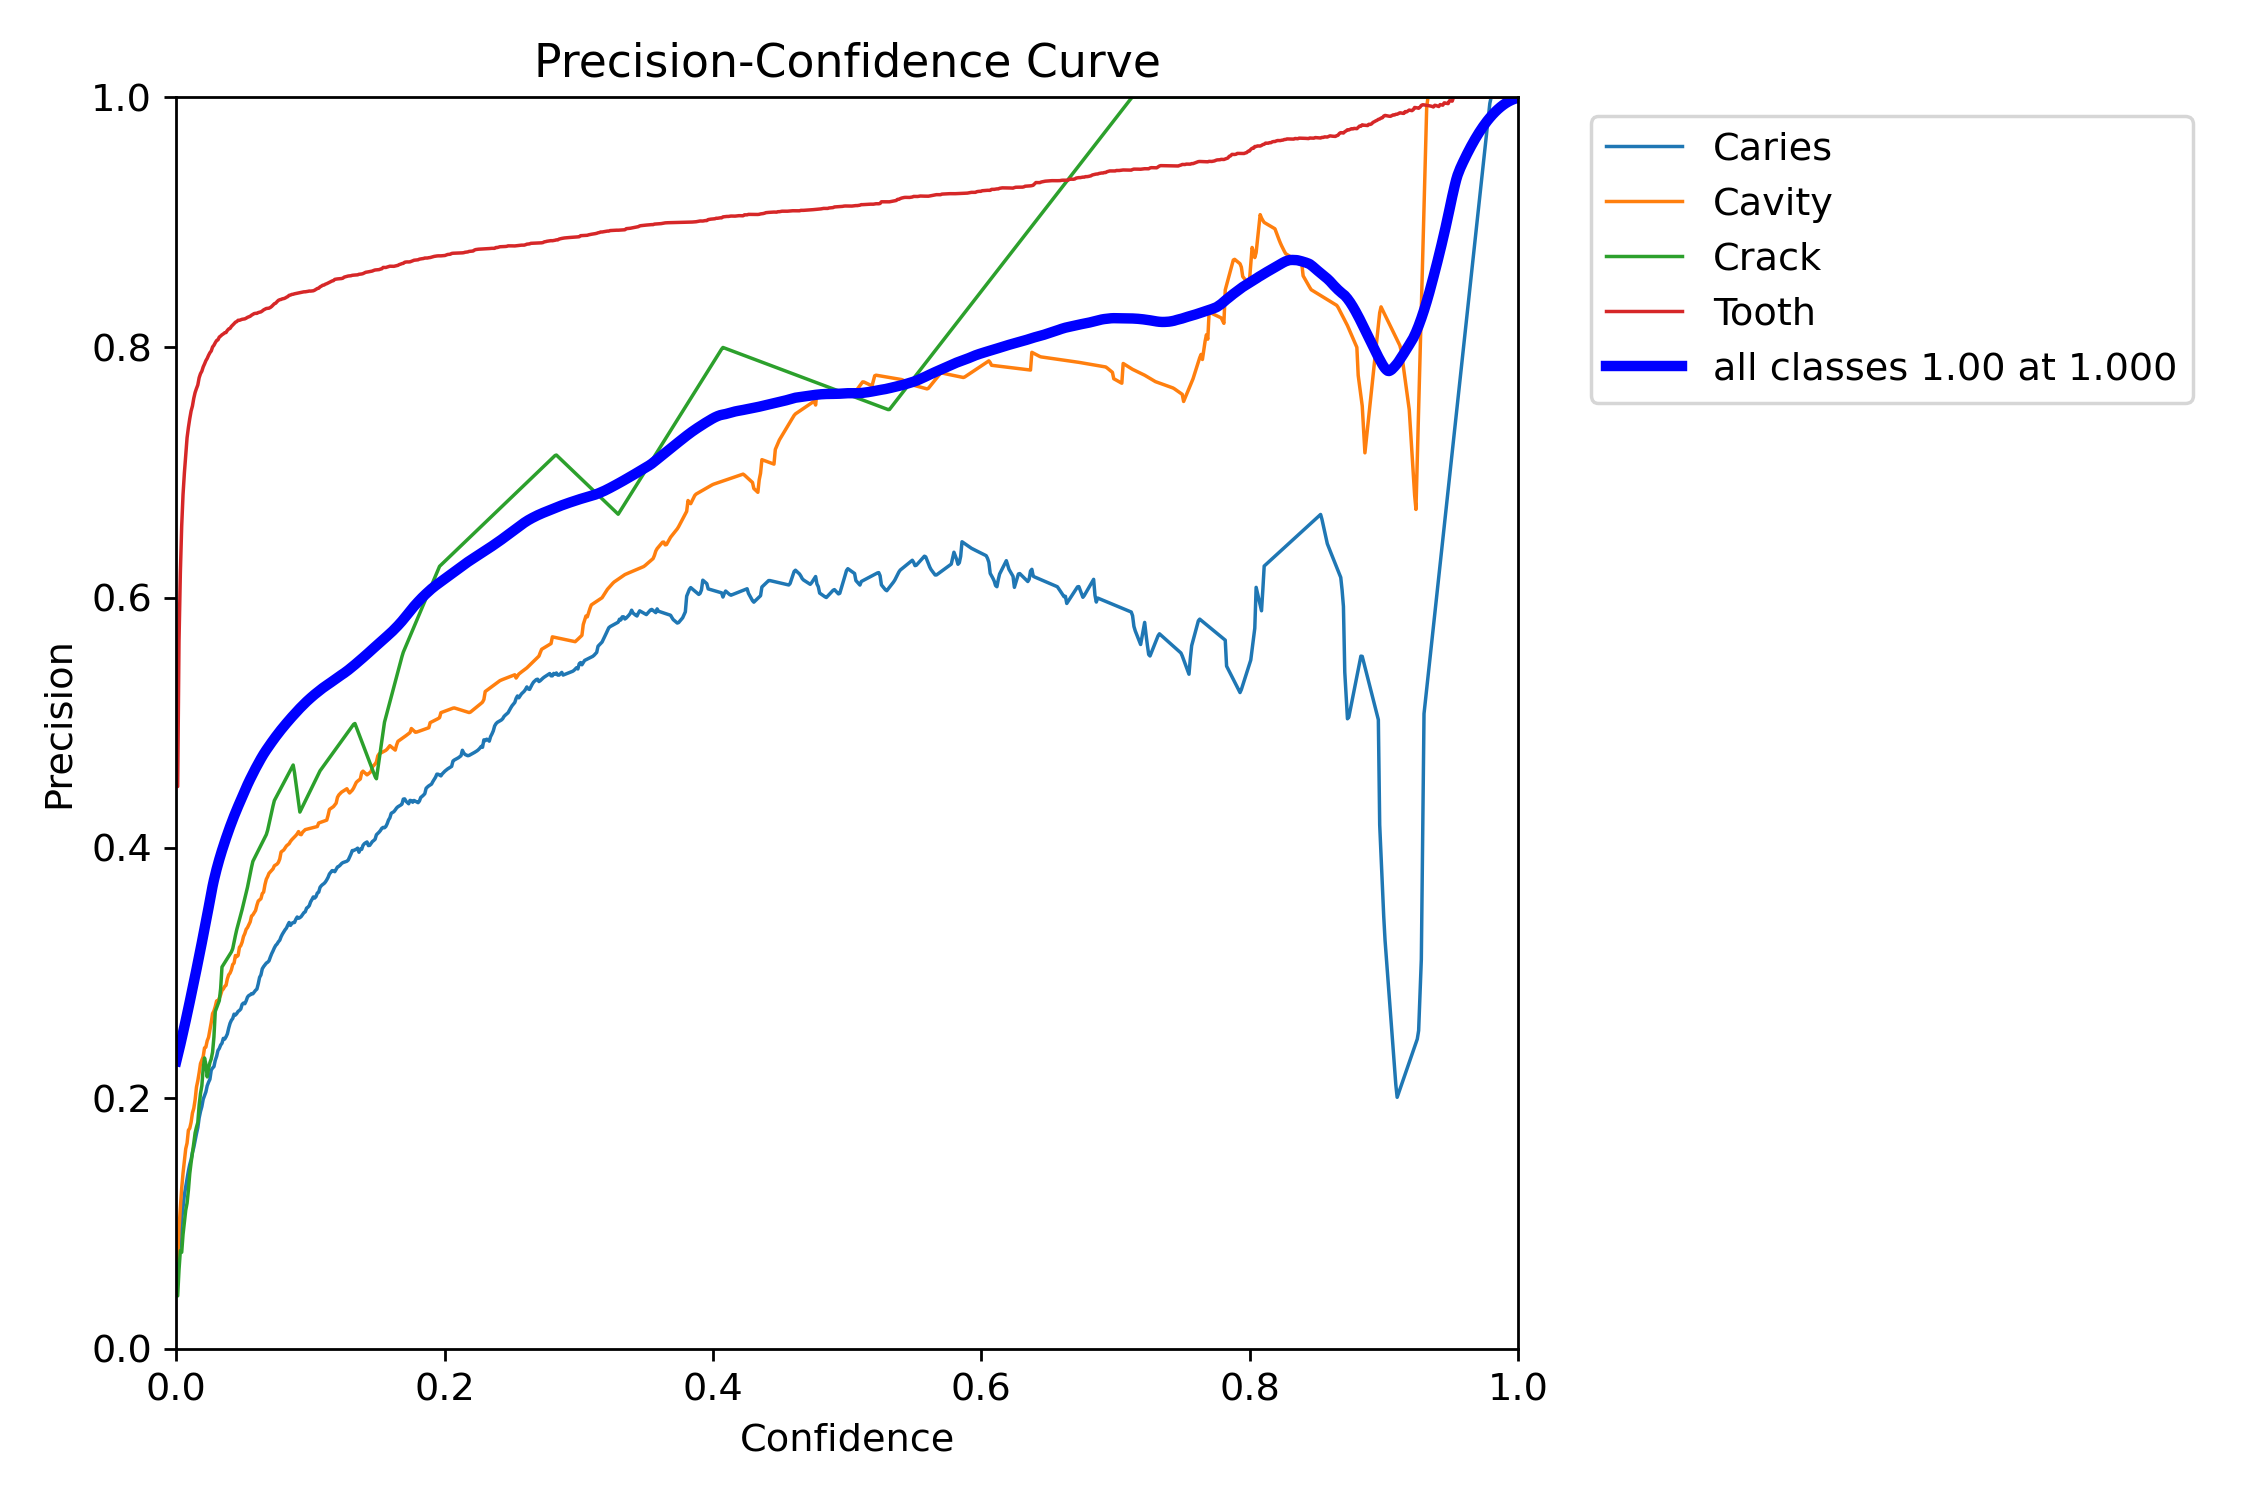 Precision-Confidence Curve
1.0
0.8
0.6
0.4
0.2
0.0
Precision
0.0 0.2 0.4 0.6 0.8 1.0
Confidence
Caries
Cavity
Crack
Tooth
all classes 1.00 at 1.000